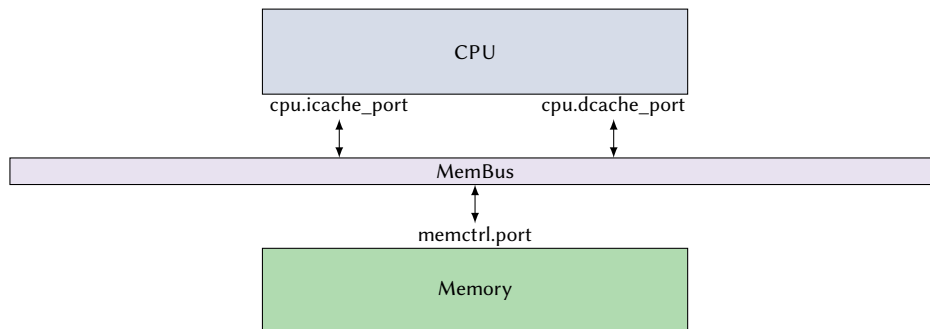 CPU
cpu.icache_port cpu.dcache_port
MemBus
memctrl.port
Memory